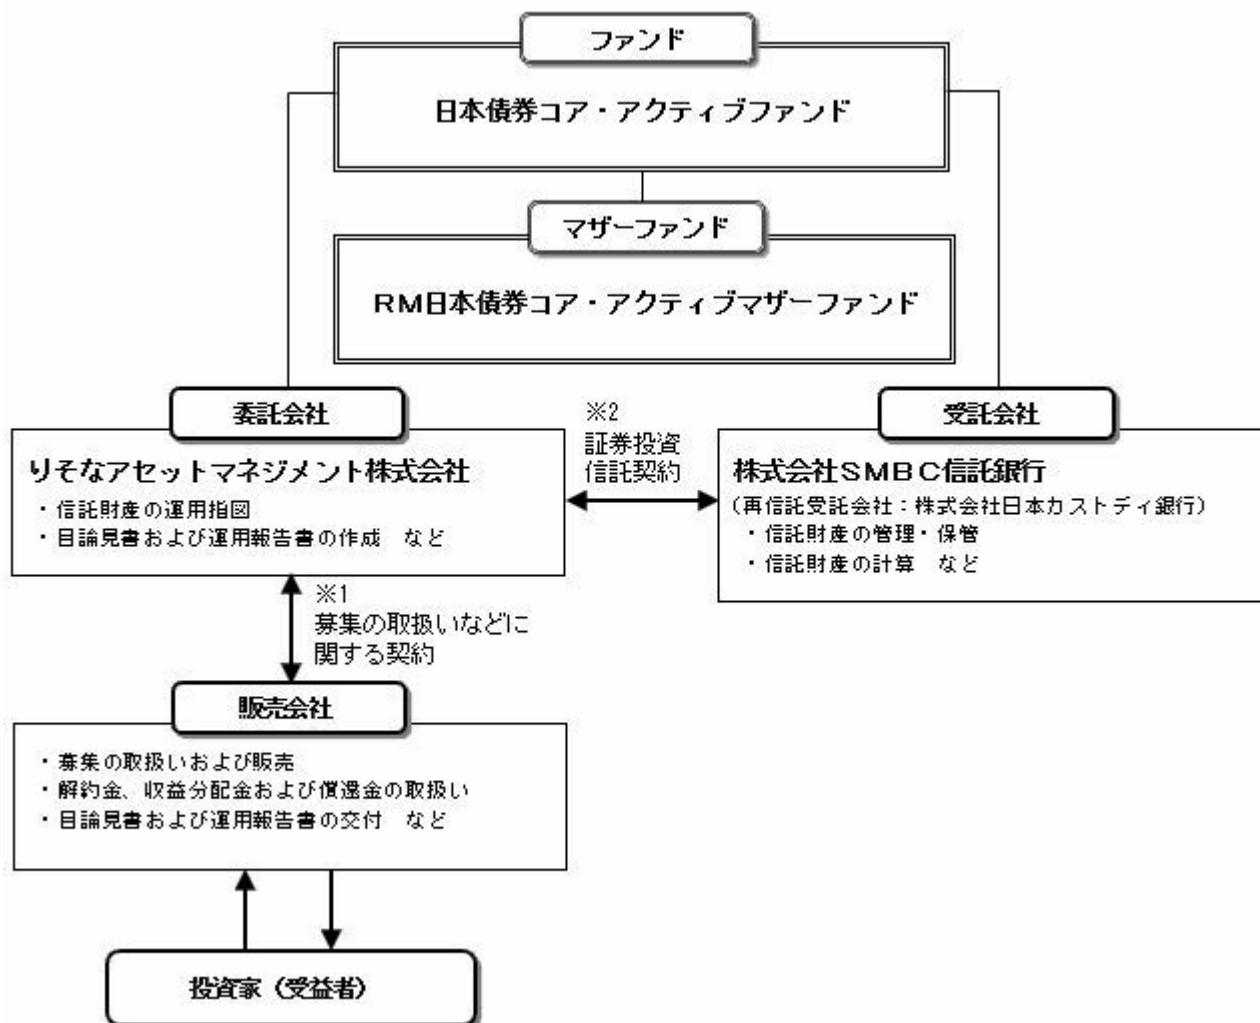 ファンド
日本債券コア・アクティブファンド
マザーファンド
RM日本債券コア・アクティブマザーファンド
委託会社
りそなアセットマネジメント株式会社
・信託財産の運用指図
・目論見書および運用報告書の作成 など
※2
証券投資
信託契約
受託会社
株式会社SMBC信託銀行
(再信託受託会社:株式会社日本カストディ銀行)
・信託財産の管理・保管
・信託財産の計算 など
※1
募集の取扱いなどに
関する契約
販売会社
・募集の取扱いおよび販売
・解約金、収益分配金および償還金の取扱い
・目論見書および運用報告書の交付 など
投資家(受益者)